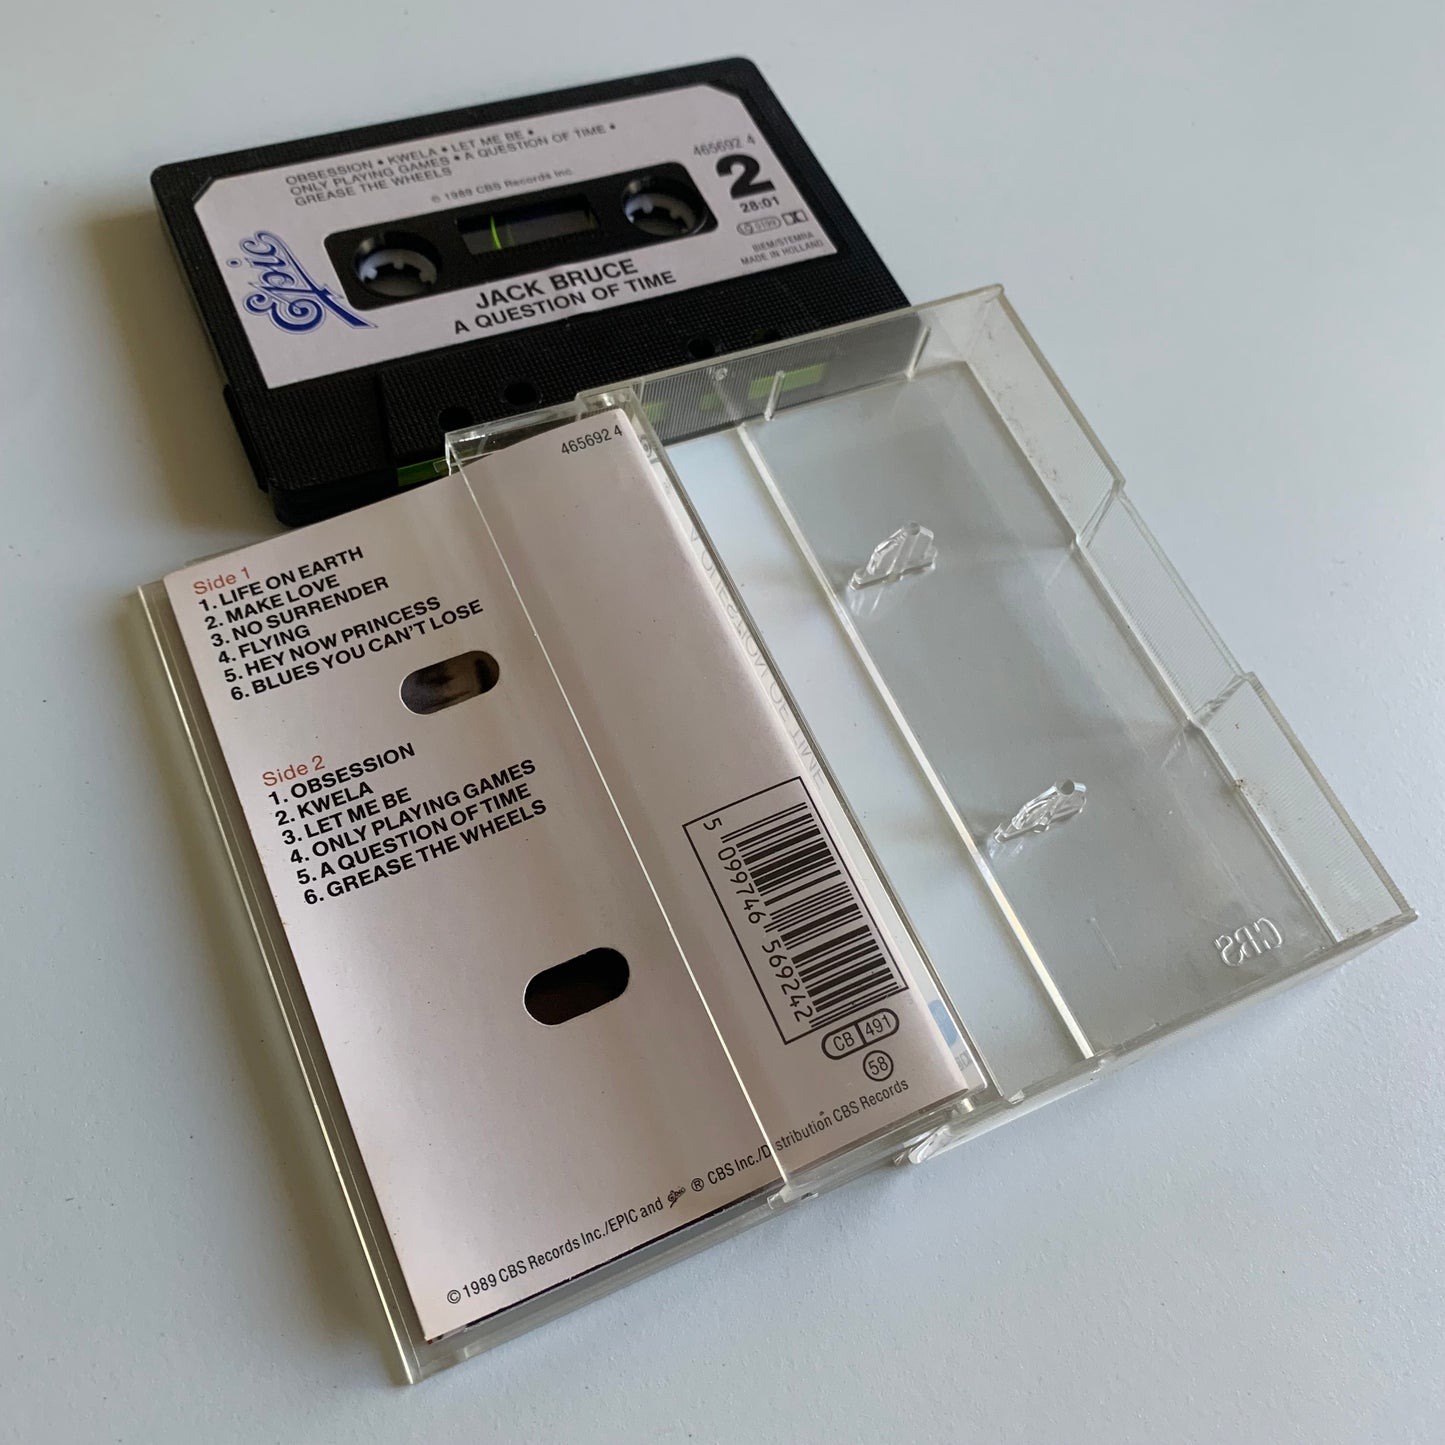 OBSESSION • KWELA • LET ME BE •
ONLY PLAYING GAMES • A QUESTION OF TIME •
GREASE THE WHEELS
℗ 1989 CBS Records Inc.
465692 4
2
28:01
BIEM/STEMRA
MADE IN HOLLAND
Epic
JACK BRUCE
A QUESTION OF TIME
465692 4
Side 1
1. LIFE ON EARTH
2. MAKE LOVE
3. NO SURRENDER
4. FLYING
5. HEY NOW PRINCESS
6. BLUES YOU CAN'T LOSE
Side 2
1. OBSESSION
2. KWELA
3. LET ME BE
4. ONLY PLAYING GAMES
5. A QUESTION OF TIME
6. GREASE THE WHEELS
5 099746 569242
CB 491
58
© 1989 CBS Records Inc./EPIC and Epic ® CBS Inc./Distribution CBS Records
A QUESTION OF TIME
CBS